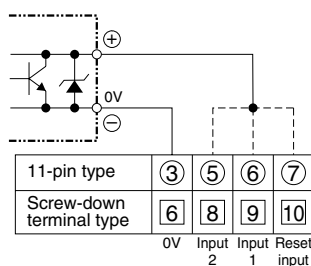 ⊕
0V
⊖
11-pin type ③ ⑤ ⑥ ⑦
Screw-down
terminal type 6 8 9 10
0V Input Input Reset
2 1 input